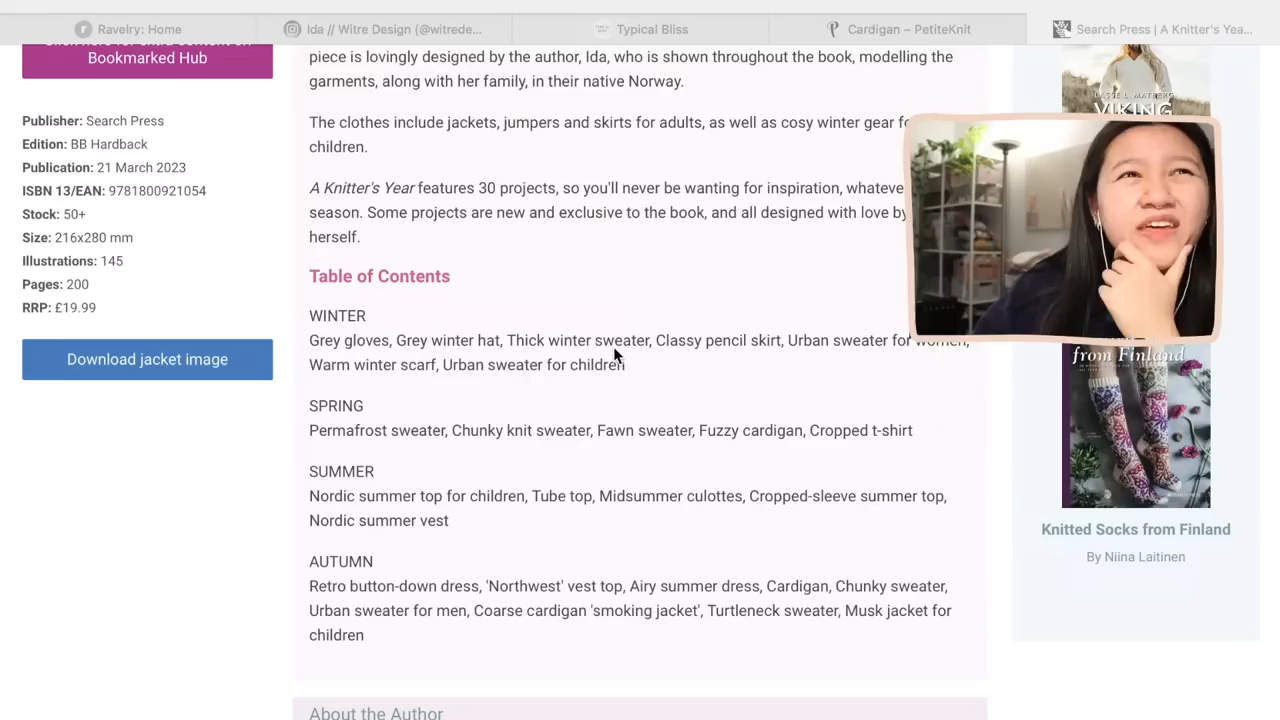 Ravelry: Home
Ida // Witre Design (@witrede...
Typical Bliss
Cardigan – PetiteKnit
Search Press | A Knitter's Yea...
Bookmarked Hub
Publisher: Search Press
Edition: BB Hardback
Publication: 21 March 2023
ISBN 13/EAN: 9781800921054
Stock: 50+
Size: 216x280 mm
Illustrations: 145
Pages: 200
RRP: £19.99
Download jacket image
piece is lovingly designed by the author, Ida, who is shown throughout the book, modelling the
garments, along with her family, in their native Norway.
The clothes include jackets, jumpers and skirts for adults, as well as cosy winter gear
children.
A Knitter's Year features 30 projects, so you'll never be wanting for inspiration,
season. Some projects are new and exclusive to the book, and all designed with love by
herself.
Table of Contents
WINTER
Grey gloves, Grey winter hat, Thick winter sweater, Classy pencil skirt, Urban sweater for women,
Warm winter scarf, Urban sweater for children
SPRING
Permafrost sweater, Chunky knit sweater, Fawn sweater, Fuzzy cardigan, Cropped t-shirt
SUMMER
Nordic summer top for children, Tube top, Midsummer culottes, Cropped-sleeve summer top,
Nordic summer vest
AUTUMN
Retro button-down dress, 'Northwest' vest top, Airy summer dress, Cardigan, Chunky sweater,
Urban sweater for men, Coarse cardigan 'smoking jacket', Turtleneck sweater, Musk jacket for
children
About the Author
LASSE L. MATBERG
VIKING
from Finland
Knitted Socks from Finland
By Niina Laitinen